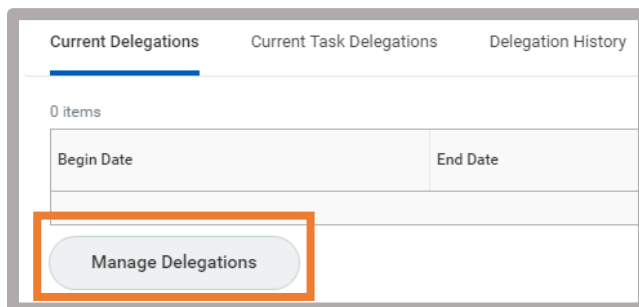 Current Delegations Current Task Delegations Delegation History
0 items
Begin Date End Date
Manage Delegations